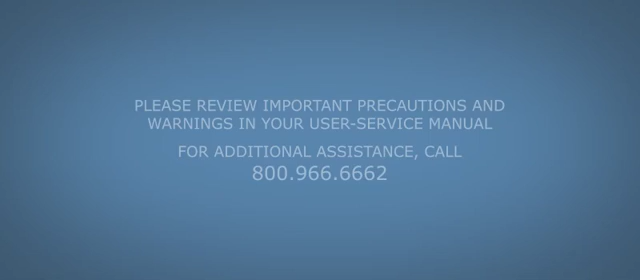 PLEASE REVIEW IMPORTANT PRECAUTIONS AND
WARNINGS IN YOUR USER-SERVICE MANUAL
FOR ADDITIONAL ASSISTANCE, CALL
800.966.6662